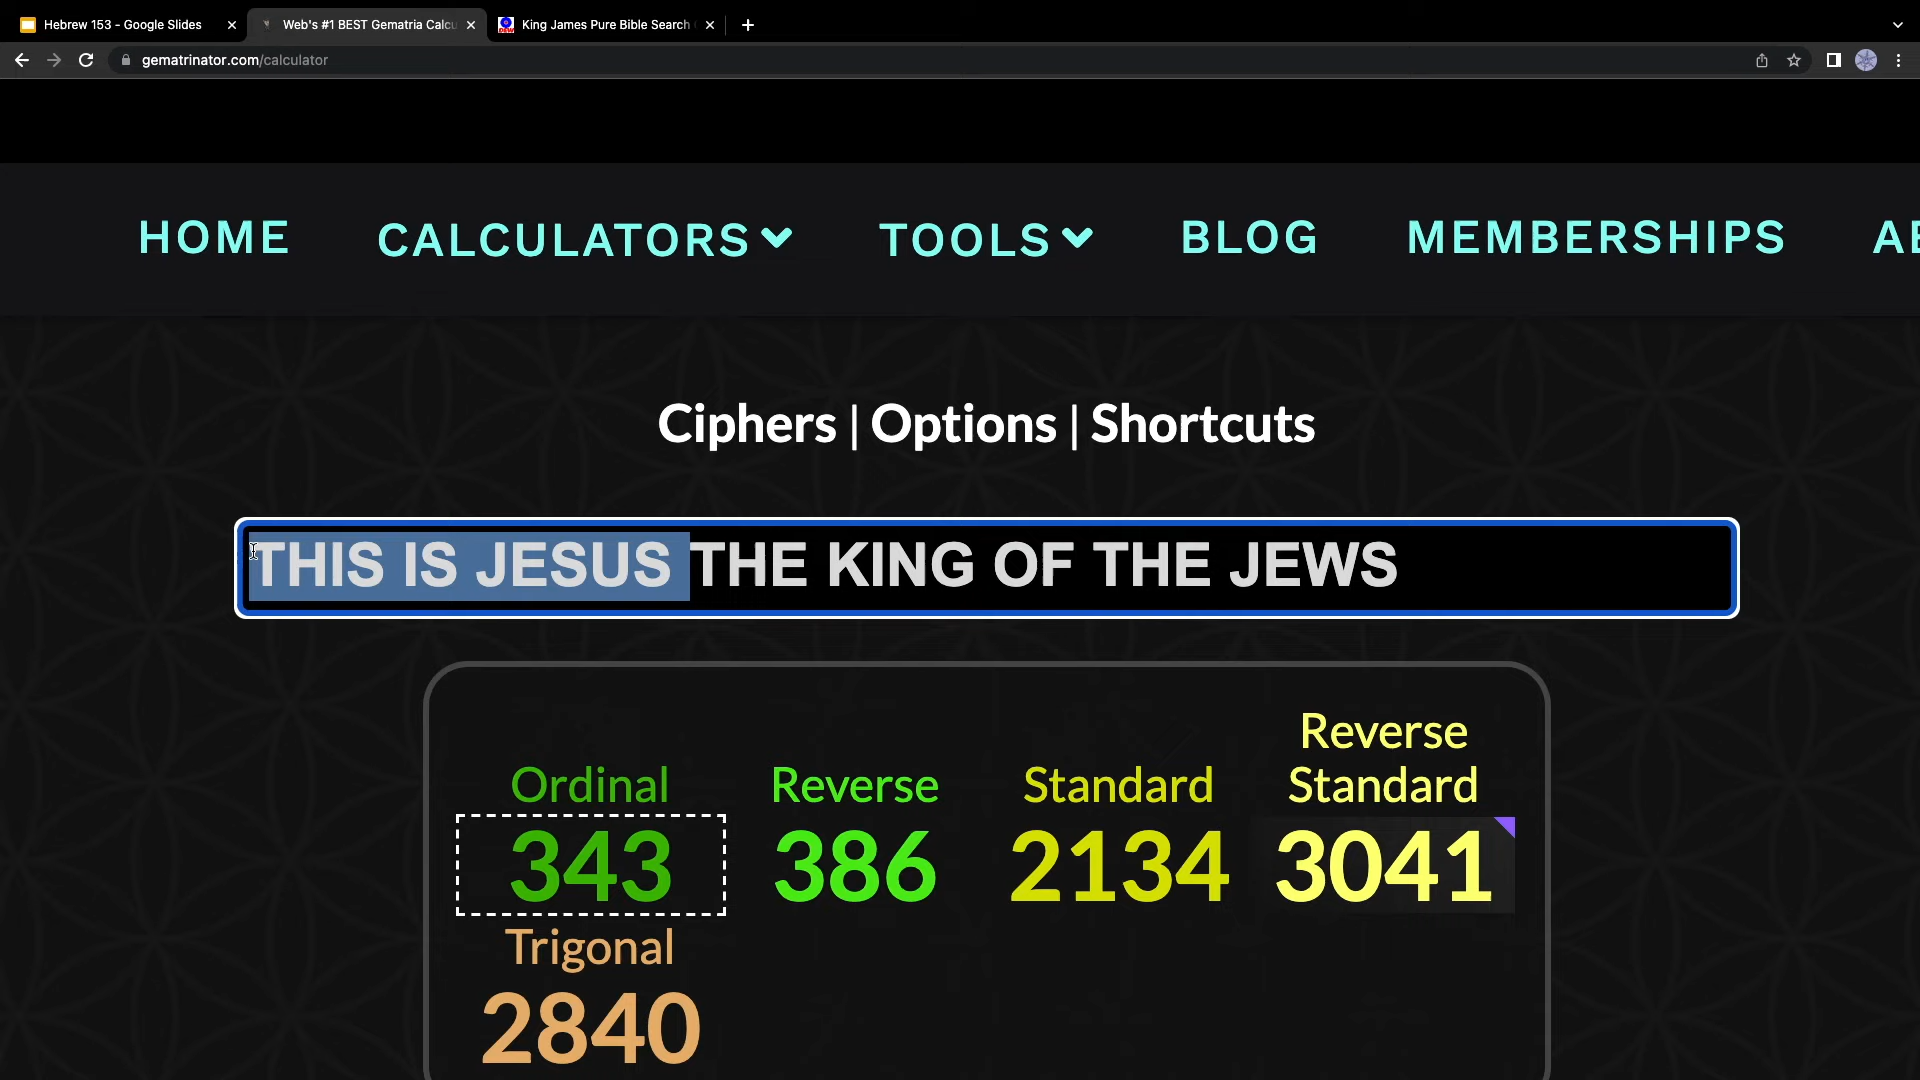 Hebrew 153 - Google Slides
Web's #1 BEST Gematria Calcu
King James Pure Bible Search
gematrinator.com/calculator
HOME CALCULATORS TOOLS BLOG MEMBERSHIPS
Ciphers | Options | Shortcuts
THIS IS JESUS THE KING OF THE JEWS
Ordinal Reverse Standard Reverse Standard
343 386 2134 3041
Trigonal
2840